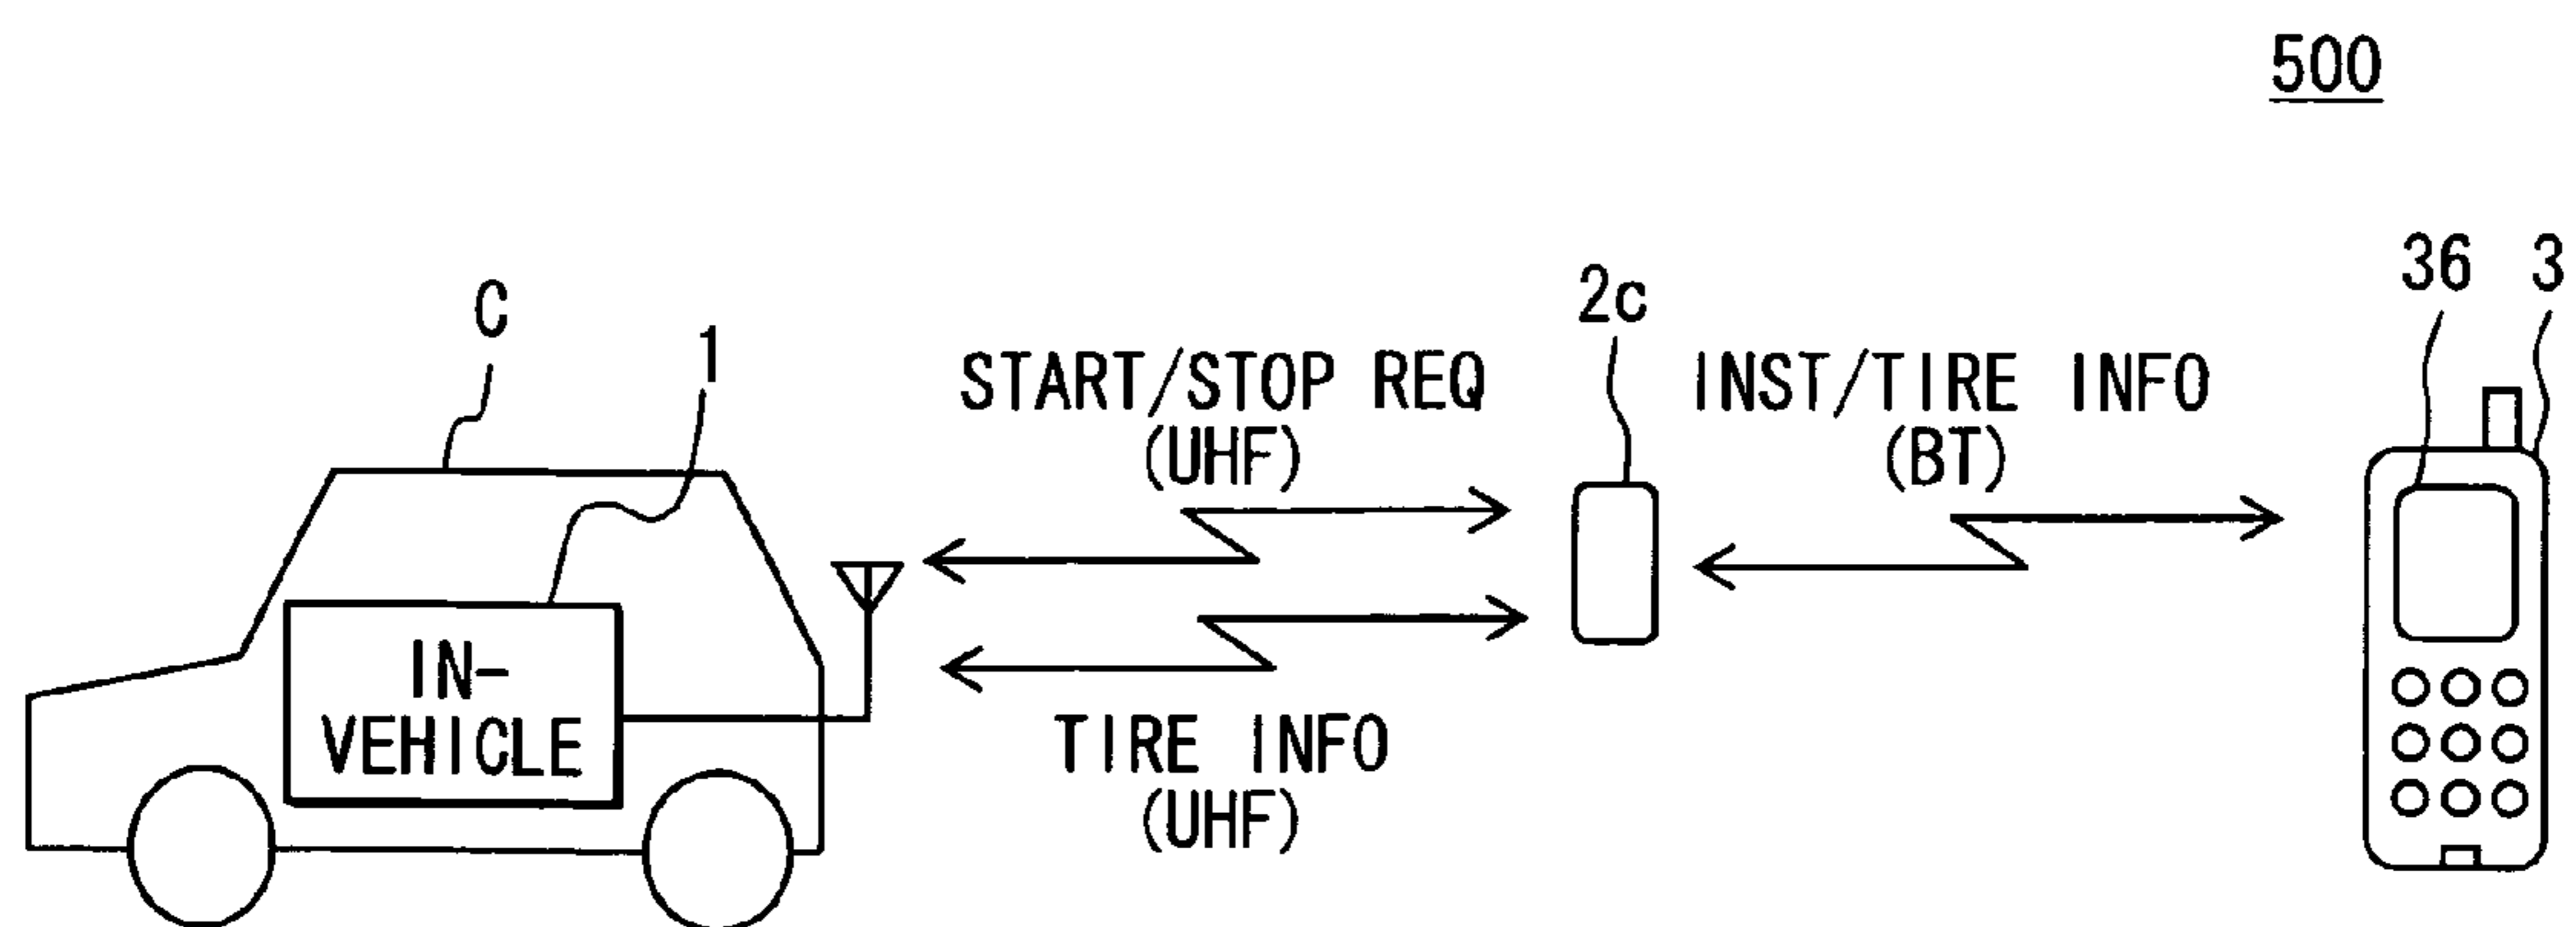 500
36 3
2c
C
1
START/STOP REQ
(UHF)
INST/TIRE INFO
(BT)
IN-
VEHICLE
TIRE INFO
(UHF)